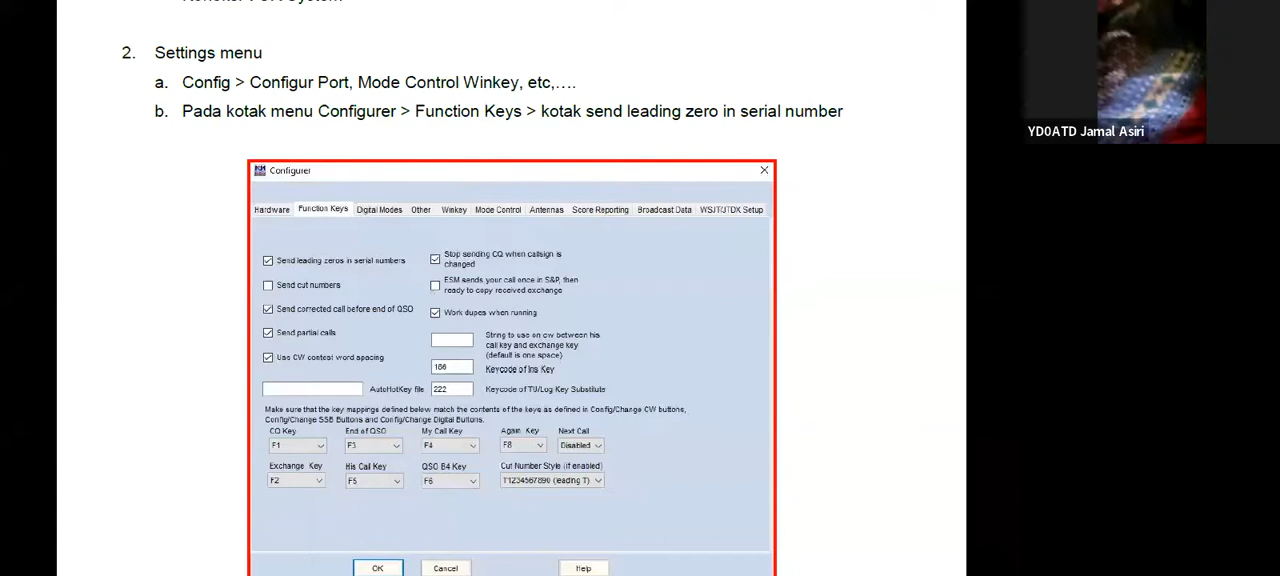 2. Settings menu
a. Config > Configur Port, Mode Control Winkey, etc,….
b. Pada kotak menu Configurer > Function Keys > kotak send leading zero in serial number
YD0ATD Jamal Asiri
Configurer
Hardware Function Keys Digital Modes Other Winkey Mode Control Antennas Score Reporting Broadcast Data WSJT/JTDX Setup
Send leading zeros in serial numbers
Send cut numbers
Send corrected call before end of QSO
Send partial calls
Use CW contest word spacing
Stop sending CQ when callsign is
changed
ESM sends your call once in S&P, then
ready to copy received exchange
Work dupes when running
String to use on cw between his
call key and exchange key
(default is one space)
186 Keycode of Ins Key
AutoHotKey file 222 Keycode of TU/Log Key Substitute
Make sure that the key mappings defined below match the contents of the keys as defined in Config/Change CW buttons,
Config/Change SSB Buttons and Config/Change Digital Buttons.
CQ Key End of QSO My Call Key Again Key Next Call
F1 F3 F4 F8 Disabled
Exchange Key His Call Key QSO B4 Key Cut Number Style (if enabled)
F2 F5 F6 T1234567890 (leading T)
OK Cancel Help